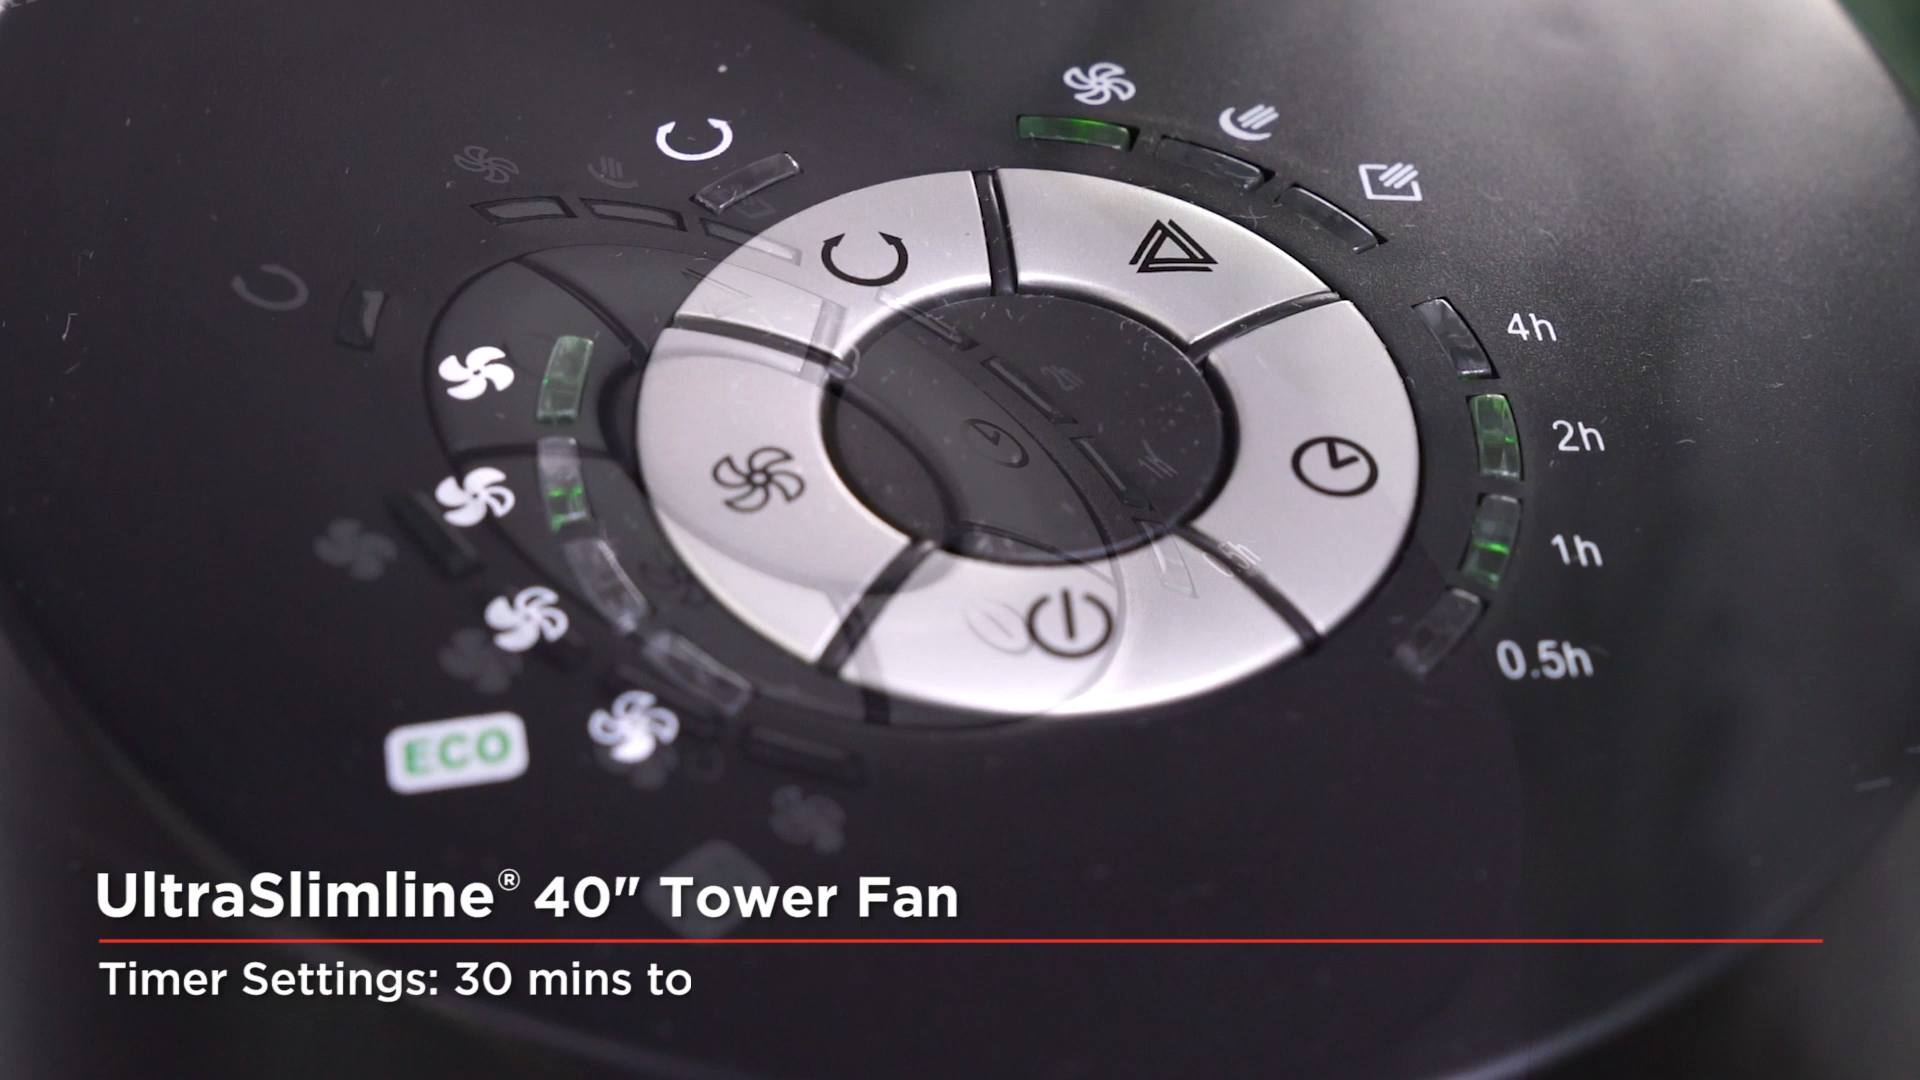 4h
2h
1h
0.5h
ECO
UltraSlimline® 40" Tower Fan
Timer Settings: 30 mins to